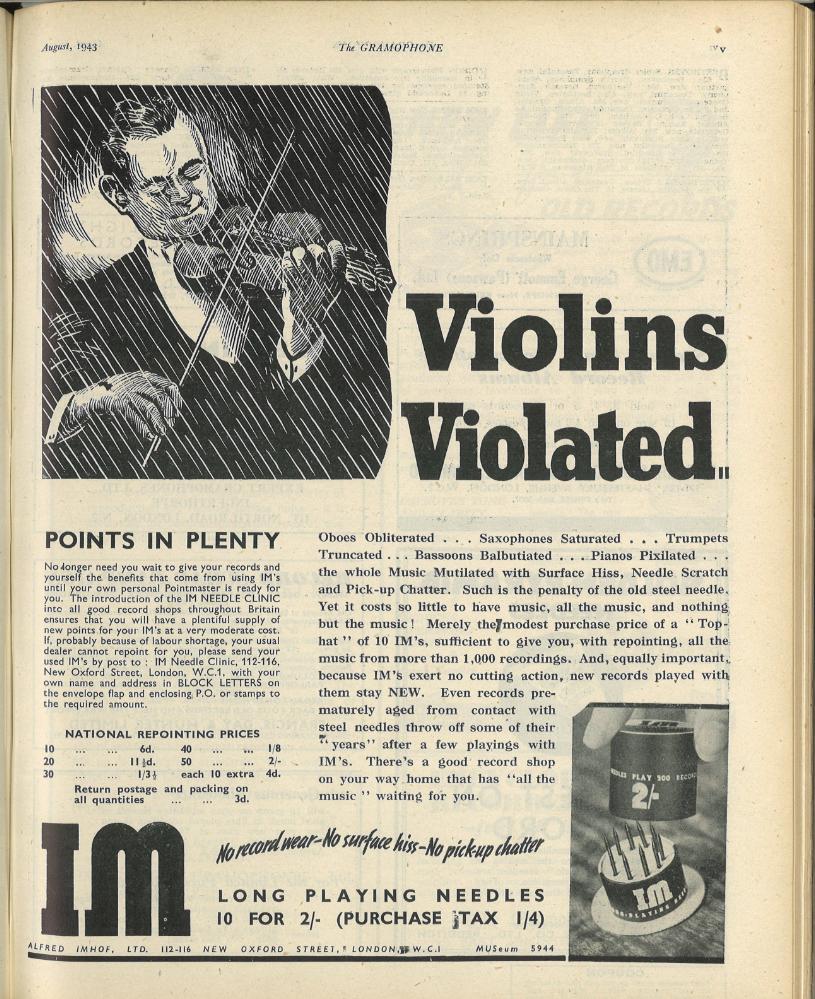 August, 1943
The GRAMOPHONE
v
Violins
Violated..
POINTS IN PLENTY
No longer need you wait to give your records and
yourself the benefits that come from using IM's
until your own personal Pointmaster is ready for
you. The introduction of the IM NEEDLE CLINIC
into all good record shops throughout Britain
ensures that you will have a plentiful supply of
new points for your IM's at a very moderate cost.
If, probably because of labour shortage, your usual
dealer cannot repoint for you, please send your
used IM's by post to : IM Needle Clinic, 112-116,
New Oxford Street, London, W.C.1, with your
own name and address in BLOCK LETTERS on
the envelope flap and enclosing P.O. or stamps to
the required amount.
NATIONAL REPOINTING PRICES
10 ... ... 6d. 40 ... ... 1/8
20 ... ... 11½d. 50 ... ... 2/-
30 ... ... 1/3½ each 10 extra 4d.
Return postage and packing on
all quantities ... ... 3d.
Oboes Obliterated . . . Saxophones Saturated . . . Trumpets
Truncated . . . Bassoons Balbutiated . . . Pianos Pixilated . . .
the whole Music Mutilated with Surface Hiss, Needle Scratch
and Pick-up Chatter. Such is the penalty of the old steel needle.
Yet it costs so little to have music, all the music, and nothing
but the music ! Merely the modest purchase price of a “ Top-
hat ” of 10 IM's, sufficient to give you, with repointing, all the
music from more than 1,000 recordings. And, equally important,
because IM's exert no cutting action, new records played with
them stay NEW. Even records pre-
maturely aged from contact with
steel needles throw off some of their
“ years” after a few playings with
IM's. There's a good record shop
on your way home that has “all the
music ” waiting for you.
IM
NEEDLES PLAY 200 RECORD
2/-
IM
LONG-PLAYING NEE
IM
No record wear–No surface hiss–No pick-up chatter
LONG PLAYING NEEDLES
10 FOR 2/- (PURCHASE TAX 1/4)
ALFRED IMHOF, LTD. 112-116 NEW OXFORD STREET, LONDON, W.C.1 MUSeum 5944